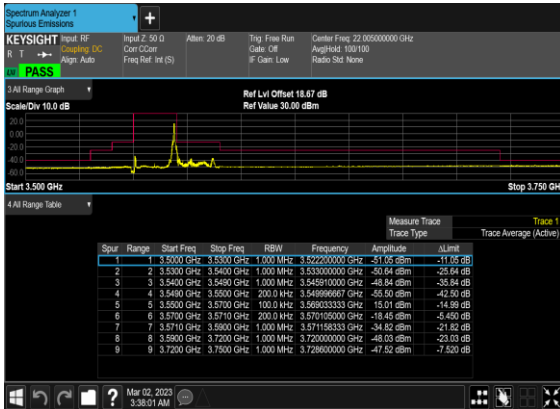 Spectrum Analyzer 1
Spurious Emissions
KEYSIGHT Input: RF Input Z: 50 Ω Atten: 20 dB Trig: Free Run Center Freq: 22.005000000 GHz
R T Coupling: DC Corr CCorr Gate: Off Avg|Hold: 100/100
Align: Auto Freq Ref: Int (S) IF Gain: Low Radio Std: None
PASS
3 All Range Graph
Ref Lvl Offset 18.67 dB
Scale/Div 10.0 dB Ref Value 30.00 dBm
20.0
0.00
-20.0
-40.0
-60.0
Start 3.500 GHz Stop 3.750 GH
4 All Range Table
Measure Trace Trace 1
Trace Type Trace Average (Active)
Spur Range Start Freq Stop Freq RBW Frequency Amplitude ΔLimit
1 1 3.5000 GHz 3.5300 GHz 1.000 MHz 3.522200000 GHz -51.05 dBm -11.05 dB
2 2 3.5300 GHz 3.5400 GHz 1.000 MHz 3.533000000 GHz -50.64 dBm -25.64 dB
3 3 3.5400 GHz 3.5490 GHz 1.000 MHz 3.545910000 GHz -48.84 dBm -35.84 dB
4 4 3.5490 GHz 3.5500 GHz 200.0 kHz 3.549996667 GHz -55.50 dBm -42.50 dB
5 5 3.5500 GHz 3.5700 GHz 100.0 kHz 3.569033333 GHz 15.01 dBm -14.99 dB
6 6 3.5700 GHz 3.5710 GHz 200.0 kHz 3.570105000 GHz -18.45 dBm -5.450 dB
7 7 3.5710 GHz 3.5900 GHz 1.000 MHz 3.571158333 GHz -34.82 dBm -21.82 dB
8 8 3.5900 GHz 3.7200 GHz 1.000 MHz 3.720000000 GHz -48.03 dBm -23.03 dB
9 9 3.7200 GHz 3.7500 GHz 1.000 MHz 3.728600000 GHz -47.52 dBm -7.520 dB
? Mar 02, 2023
3:38:01 AM